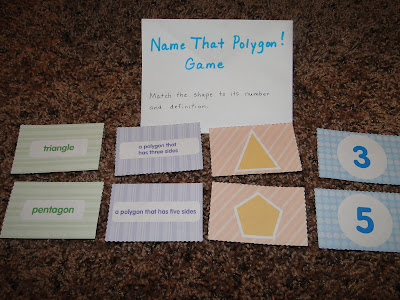 Name That Polygon!
Game
Match the shape to its number
and definition.
triangle
a polygon that
has three sides
3
pentagon
a polygon that has five sides
5